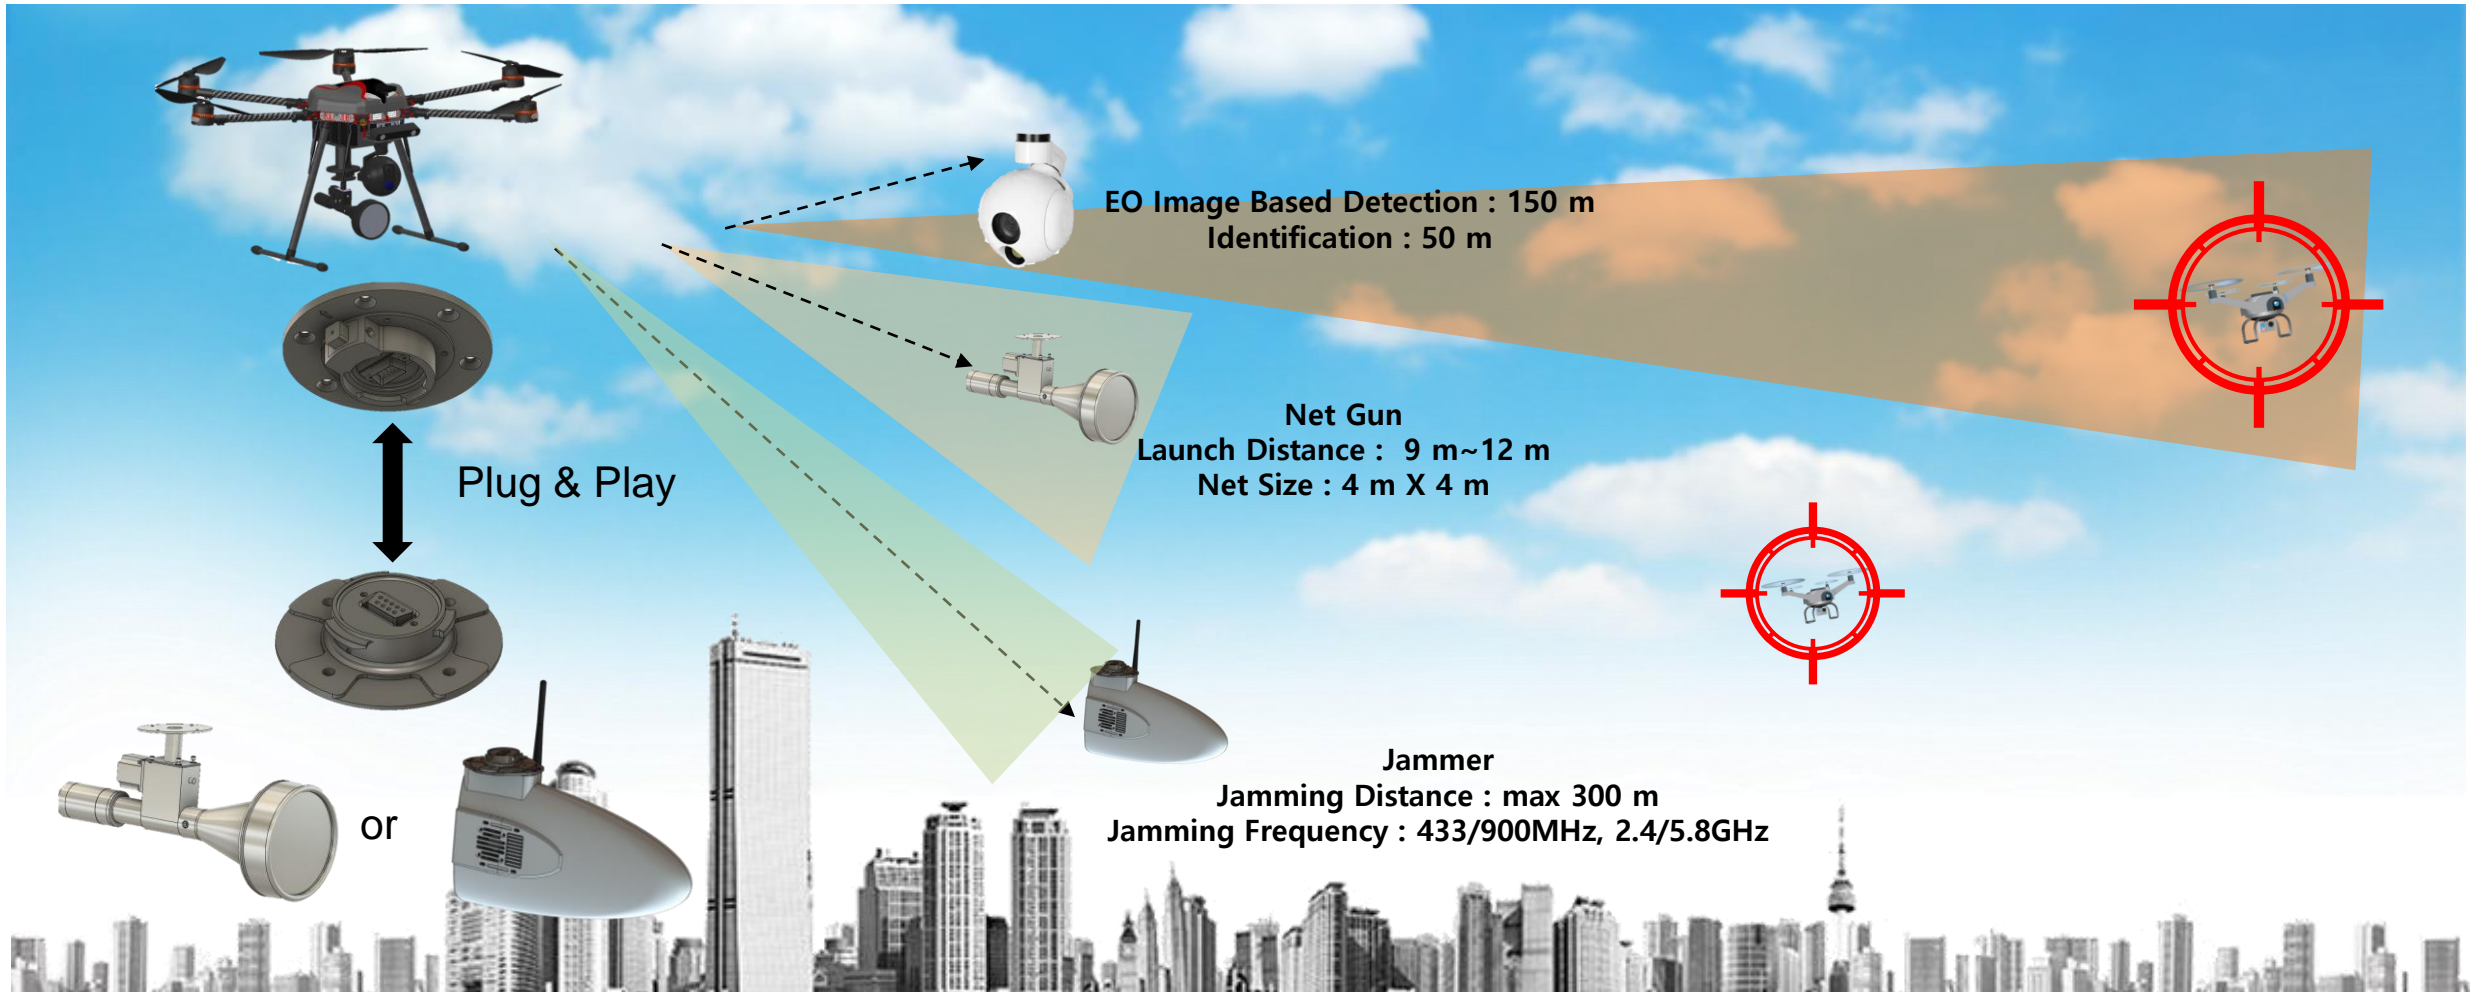 EO Image Based Detection : 150 m
Identification : 50 m
Net Gun
Launch Distance : 9 m~12 m
Net Size : 4 m X 4 m
Plug & Play
or
Jammer
Jamming Distance : max 300 m
Jamming Frequency : 433/900MHz, 2.4/5.8GHz